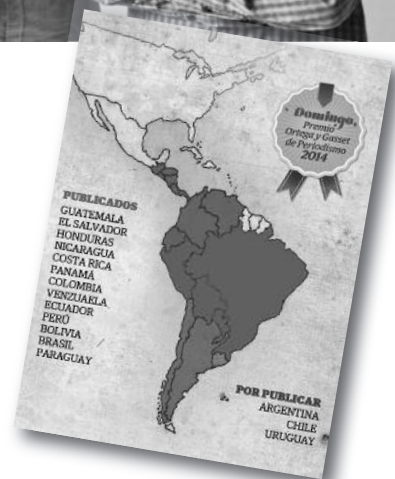 Domingo,
Premio
Ortega y Gasset
de Periodismo
2014
PUBLICADOS
GUATEMALA
EL SALVADOR
HONDURAS
NICARAGUA
COSTA RICA
PANAMÁ
COLOMBIA
VENZUAELA
ECUADOR
PERÚ
BOLIVIA
BRASIL
PARAGUAY
POR PUBLICAR
ARGENTINA
CHILE
URUGUAY